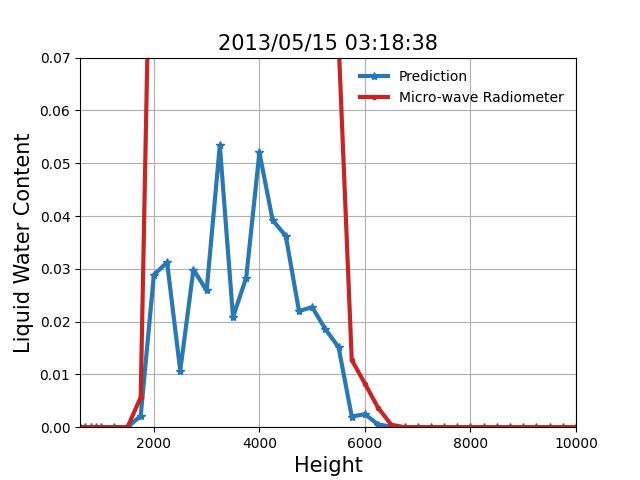 2013/05/15 03:18:38
Liquid Water Content
0.07
0.06
0.05
0.04
0.03
0.02
0.01
0.00
Prediction
Micro-wave Radiometer
2000 4000 6000 8000 10000
Height